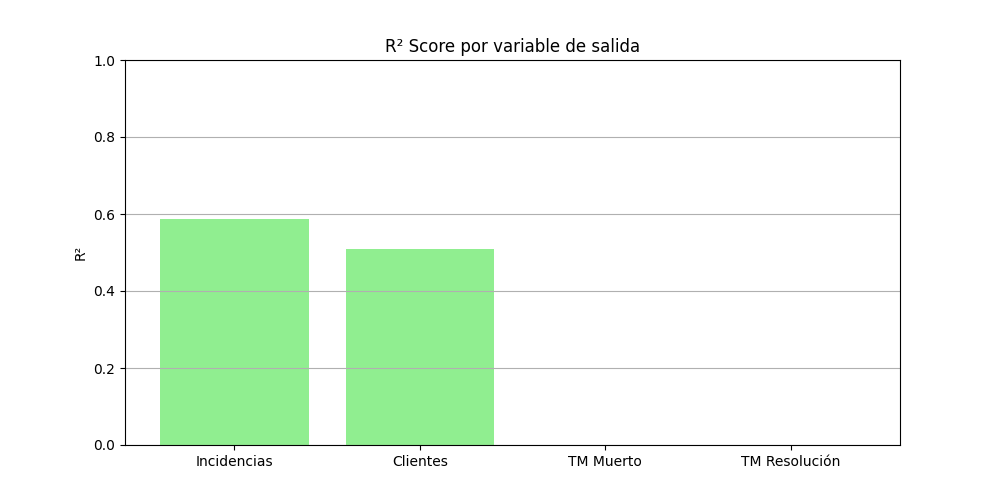 R² Score por variable de salida
1.0
0.8
0.6
0.4
0.2
0.0
R²
Incidencias Clientes TM Muerto TM Resolución